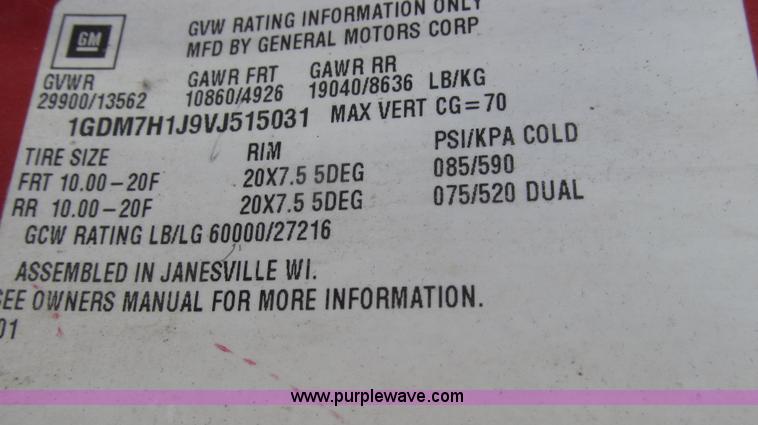 GM
GVW RATING INFORMATION ONLY
MFD BY GENERAL MOTORS CORP
GVWR GAWR FRT GAWR RR
29900/13562 10860/4926 19040/8636 LB/KG
1GDM7H1J9VJ515031 MAX VERT CG=70
TIRE SIZE RIM PSI/KPA COLD
FRT 10.00-20F 20X7.5 5DEG 085/590
RR 10.00-20F 20X7.5 5DEG 075/520 DUAL
GCW RATING LB/LG 60000/27216
ASSEMBLED IN JANESVILLE WI.
SEE OWNERS MANUAL FOR MORE INFORMATION.
01
www.purplewave.com